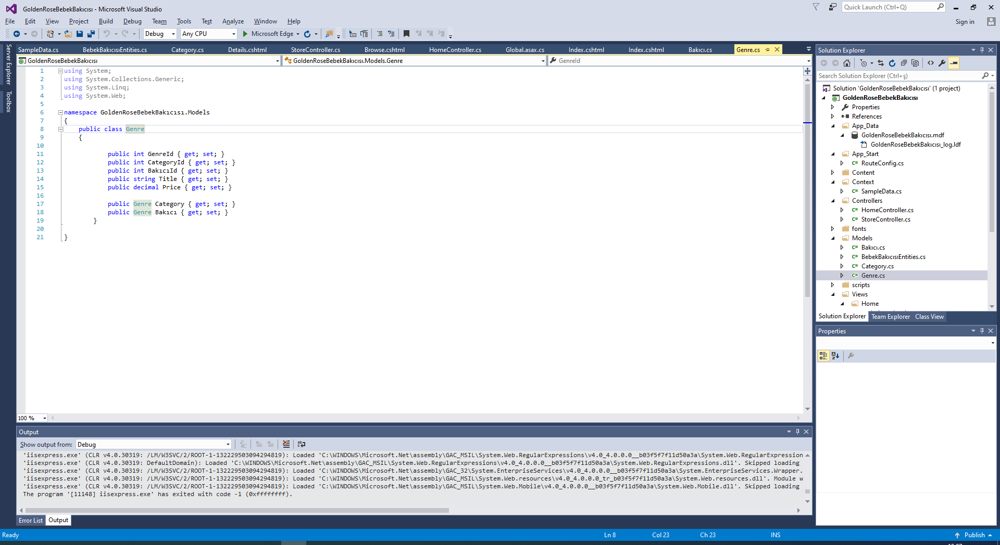 GoldenRoseBebekBakıcısı - Microsoft Visual Studio
Quick Launch (Ctrl+Q)
File Edit View Project Build Debug Team Tools Test Analyze Window Help
Sign in
Debug Any CPU Microsoft Edge
Server Explorer
Toolbox
SampleData.cs BebekBakıcısıEntities.cs Category.cs Details.cshtml StoreController.cs Browse.cshtml HomeController.cs Global.asax.cs Index.cshtml Index.cshtml Bakıcı.cs Genre.cs
GoldenRoseBebekBakıcısı GoldenRoseBebekBakıcısı.Models.Genre GenreId
1 using System;
2 using System.Collections.Generic;
3 using System.Linq;
4 using System.Web;
5
6 namespace GoldenRoseBebekBakıcısı.Models
7 {
8 public class Genre
9 {
10
11 public int GenreId { get; set; }
12 public int CategoryId { get; set; }
13 public int BakıcıId { get; set; }
14 public string Title { get; set; }
15 public decimal Price { get; set; }
16
17 public Genre Category { get; set; }
18 public Genre Bakıcı { get; set; }
19 }
20
21 }
100 %
Output
Show output from: Debug
'iisexpress.exe' (CLR v4.0.30319: /LM/W3SVC/2/ROOT-1-132229503094294819): Loaded 'C:\WINDOWS\Microsoft.Net\assembly\GAC_MSIL\System.Web.RegularExpressions\v4.0_4.0.0.0__b03f5f7f11d50a3a\System.Web.RegularExpression
'iisexpress.exe' (CLR v4.0.30319: DefaultDomain): Loaded 'C:\WINDOWS\Microsoft.Net\assembly\GAC_MSIL\System.Web.RegularExpressions\v4.0_4.0.0.0__b03f5f7f11d50a3a\System.Web.RegularExpressions.dll'. Skipped loading
'iisexpress.exe' (CLR v4.0.30319: /LM/W3SVC/2/ROOT-1-132229503094294819): Loaded 'C:\WINDOWS\Microsoft.Net\assembly\GAC_32\System.EnterpriseServices\v4.0_4.0.0.0__b03f5f7f11d50a3a\System.EnterpriseServices.Wrapper.
'iisexpress.exe' (CLR v4.0.30319: /LM/W3SVC/2/ROOT-1-132229503094294819): Loaded 'C:\WINDOWS\Microsoft.Net\assembly\GAC_MSIL\System.Web.resources\v4.0_4.0.0.0_tr_b03f5f7f11d50a3a\System.Web.resources.dll'. Module w
'iisexpress.exe' (CLR v4.0.30319: /LM/W3SVC/2/ROOT-1-132229503094294819): Loaded 'C:\WINDOWS\Microsoft.Net\assembly\GAC_MSIL\System.Web.Mobile\v4.0_4.0.0.0__b03f5f7f11d50a3a\System.Web.Mobile.dll'. Skipped loading
The program '[11148] iisexpress.exe' has exited with code -1 (0xffffffff).
Error List Output
Solution Explorer
Search Solution Explorer (Ctrl+ş)
Solution 'GoldenRoseBebekBakıcısı' (1 project)
GoldenRoseBebekBakıcısı
Properties
References
App_Data
GoldenRoseBebekBakıcısı.mdf
GoldenRoseBebekBakıcısı_log.ldf
App_Start
C# RouteConfig.cs
Content
Context
C# SampleData.cs
Controllers
C# HomeController.cs
C# StoreController.cs
fonts
Models
C# Bakıcı.cs
C# BebekBakıcısıEntities.cs
C# Category.cs
C# Genre.cs
scripts
Views
Home
Solution Explorer Team Explorer Class View
Properties
Ready Ln 8 Col 23 Ch 23 INS Publish